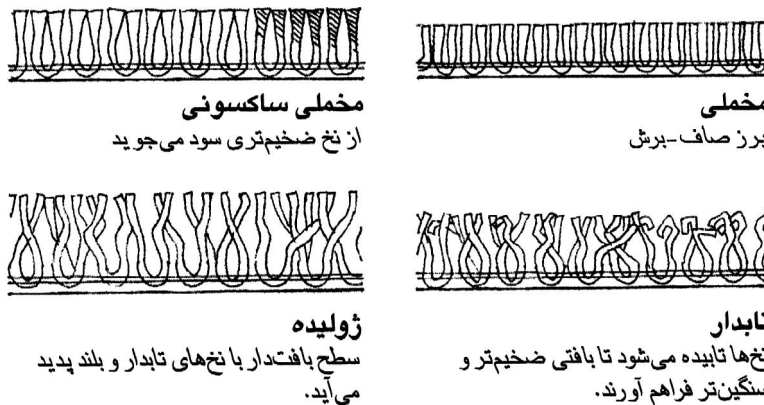 مخملی
برز صاف-برش
مخملی ساکسونی
از نخ ضخیم‌تری سود می‌جوید
تابدار
نخ‌ها تابیده می‌شود تا بافتی ضخیم‌تر و
سنگین‌تر فراهم آورند.
ژولیده
سطح بافت‌دار با نخ‌های تابدار و بلند پدید
می‌آید.